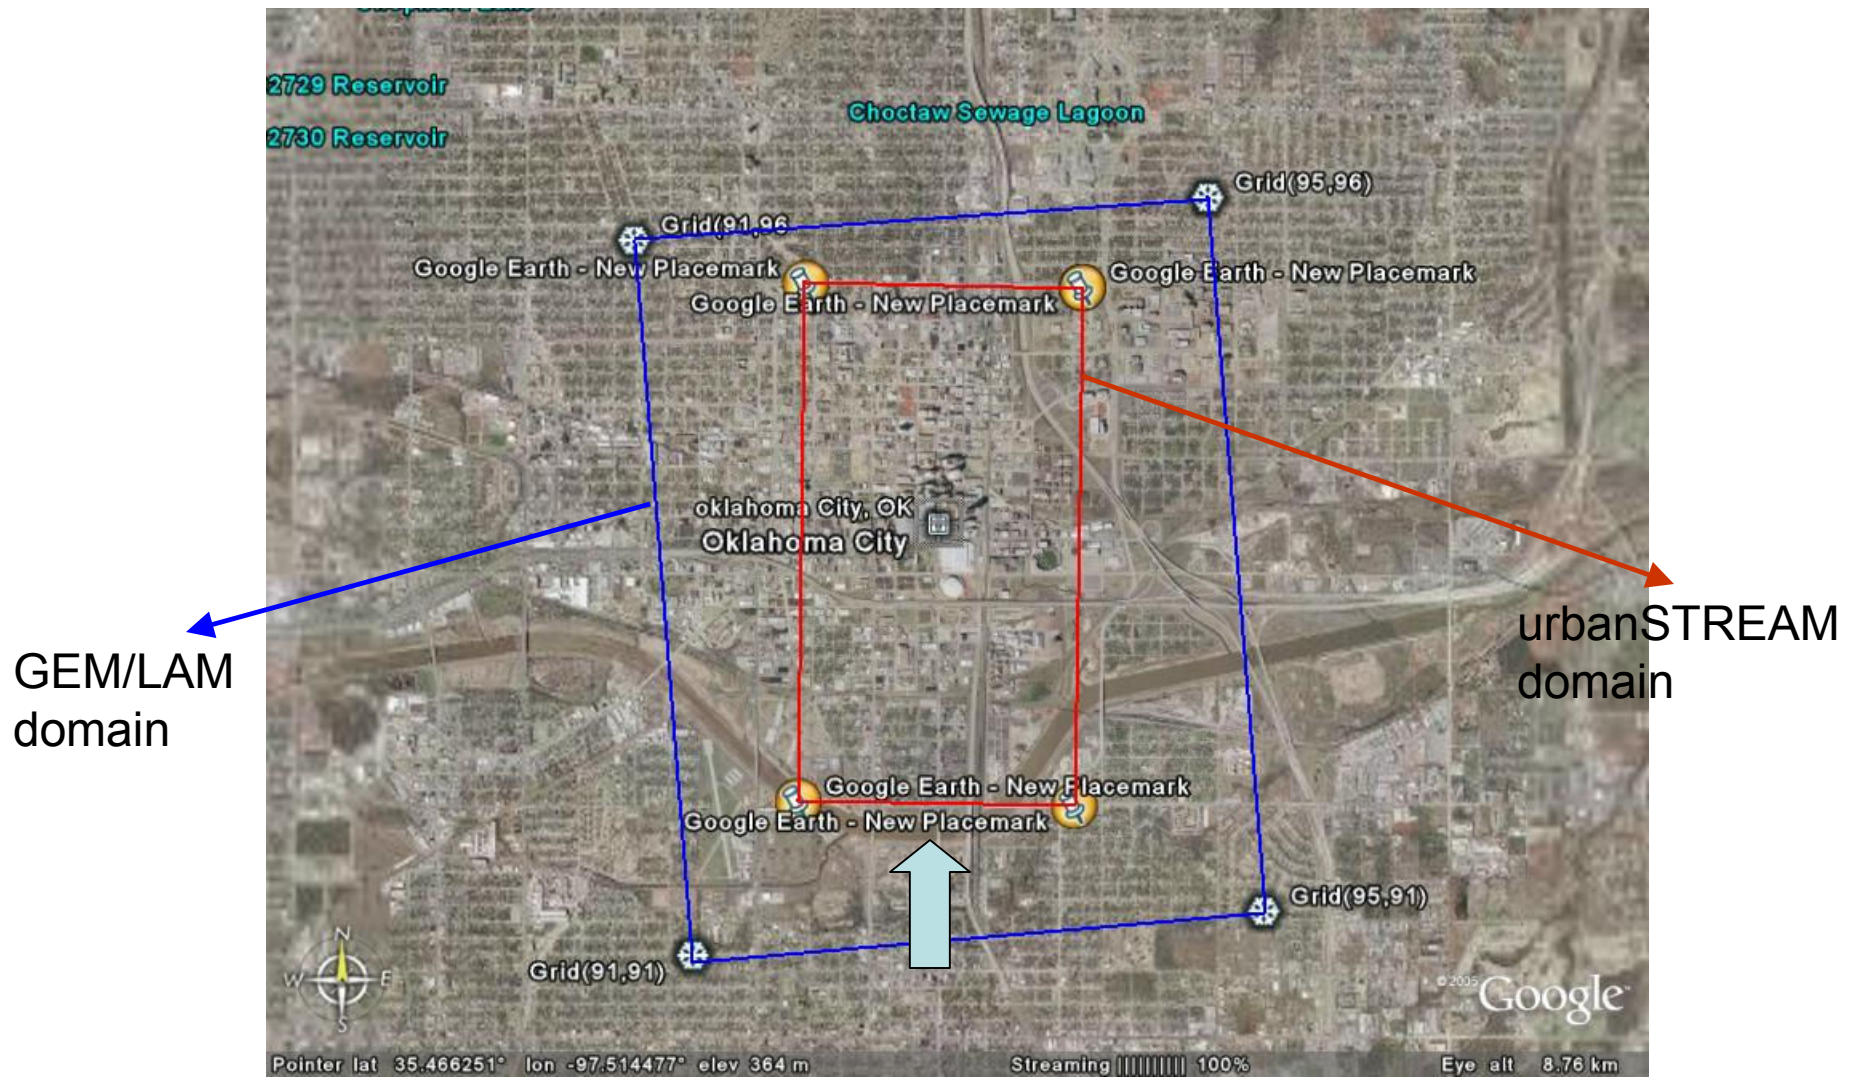 2729 Reservoir
Choctaw Sewage Lagoon
2730 Reservoir
Grid(95,96)
Grid(91,96
Google Earth - New Placemark
Google Earth - New Placemark
Google Earth - New Placemark
oklahoma City, OK
Oklahoma City
urbanSTREAM
domain
GEM/LAM
domain
Google Earth - New Placemark
Google Earth - New Placemark
Grid(95,91)
Grid(91,91)
N
W E
S
© 2005 Google™
Pointer lat 35.466251° lon -97.514477° elev 364 m Streaming |||||||||| 100% Eye alt 8.76 km